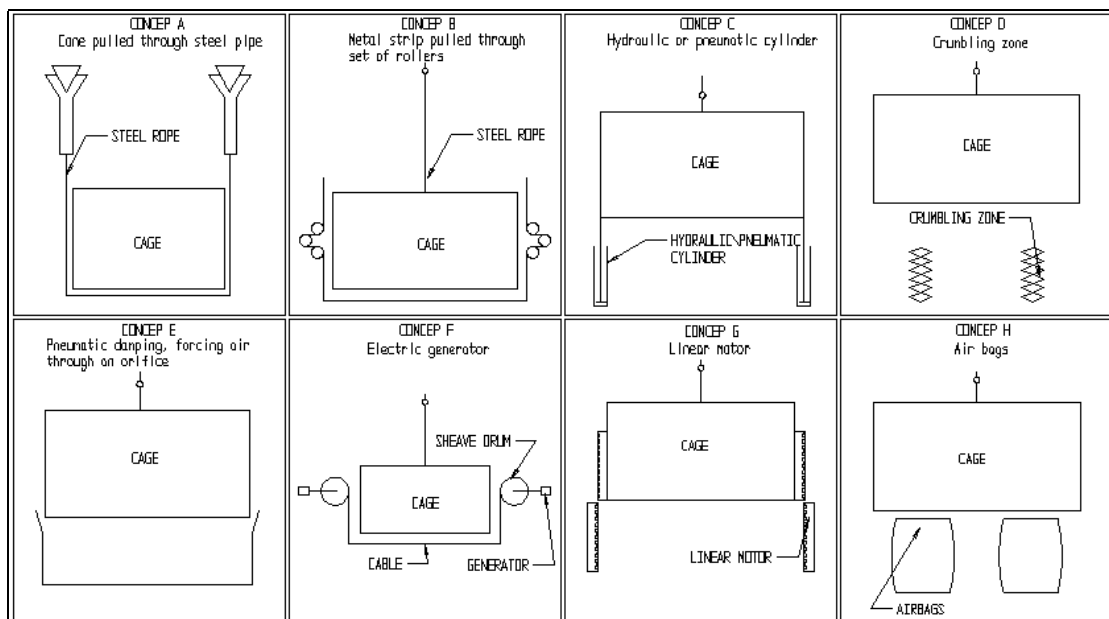 CONCEP A
Cone pulled through steel pipe
STEEL ROPE
CAGE
CONCEP B
Metal strip pulled through
set of rollers
STEEL ROPE
CAGE
CONCEP C
Hydraulic or pneumatic cylinder
CAGE
HYDRAULIC\PNEUMATIC
CYLINDER
CONCEP D
Crumbling zone
CAGE
CRUMBLING ZONE
CONCEP E
Pneumatic damping, forcing air
through an orifice
CAGE
CONCEP F
Electric generator
SHEAVE DRUM
CAGE
CABLE
GENERATOR
CONCEP G
Linear motor
CAGE
LINEAR MOTOR
CONCEP H
Air bags
CAGE
AIRBAGS